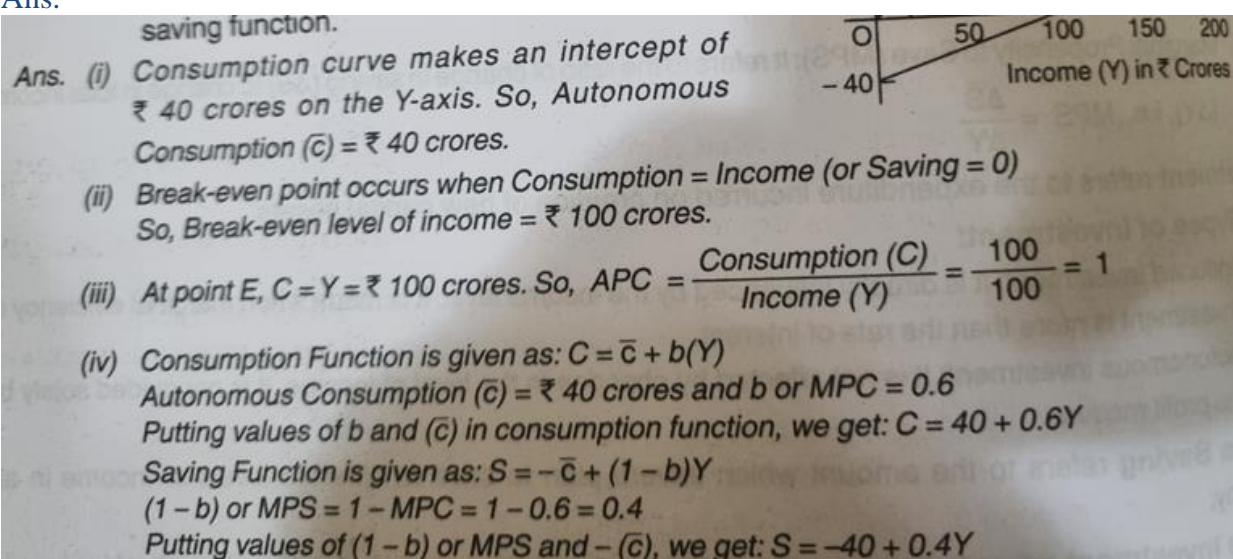 Ans.
saving function.
O 50 100 150 200
– 40
Income (Y) in ₹ Crores
Ans. (i) Consumption curve makes an intercept of
₹ 40 crores on the Y-axis. So, Autonomous
Consumption (c̅) = ₹ 40 crores.
(ii) Break-even point occurs when Consumption = Income (or Saving = 0)
So, Break-even level of income = ₹ 100 crores.
(iii) At point E, C = Y = ₹ 100 crores. So, APC = Consumption (C) / Income (Y) = 100 / 100 = 1
(iv) Consumption Function is given as: C = c̅ + b(Y)
Autonomous Consumption (c̅) = ₹ 40 crores and b or MPC = 0.6
Putting values of b and (c̅) in consumption function, we get: C = 40 + 0.6Y
Saving Function is given as: S = – c̅ + (1 – b)Y
(1 – b) or MPS = 1 – MPC = 1 – 0.6 = 0.4
Putting values of (1 – b) or MPS and – (c̅), we get: S = –40 + 0.4Y